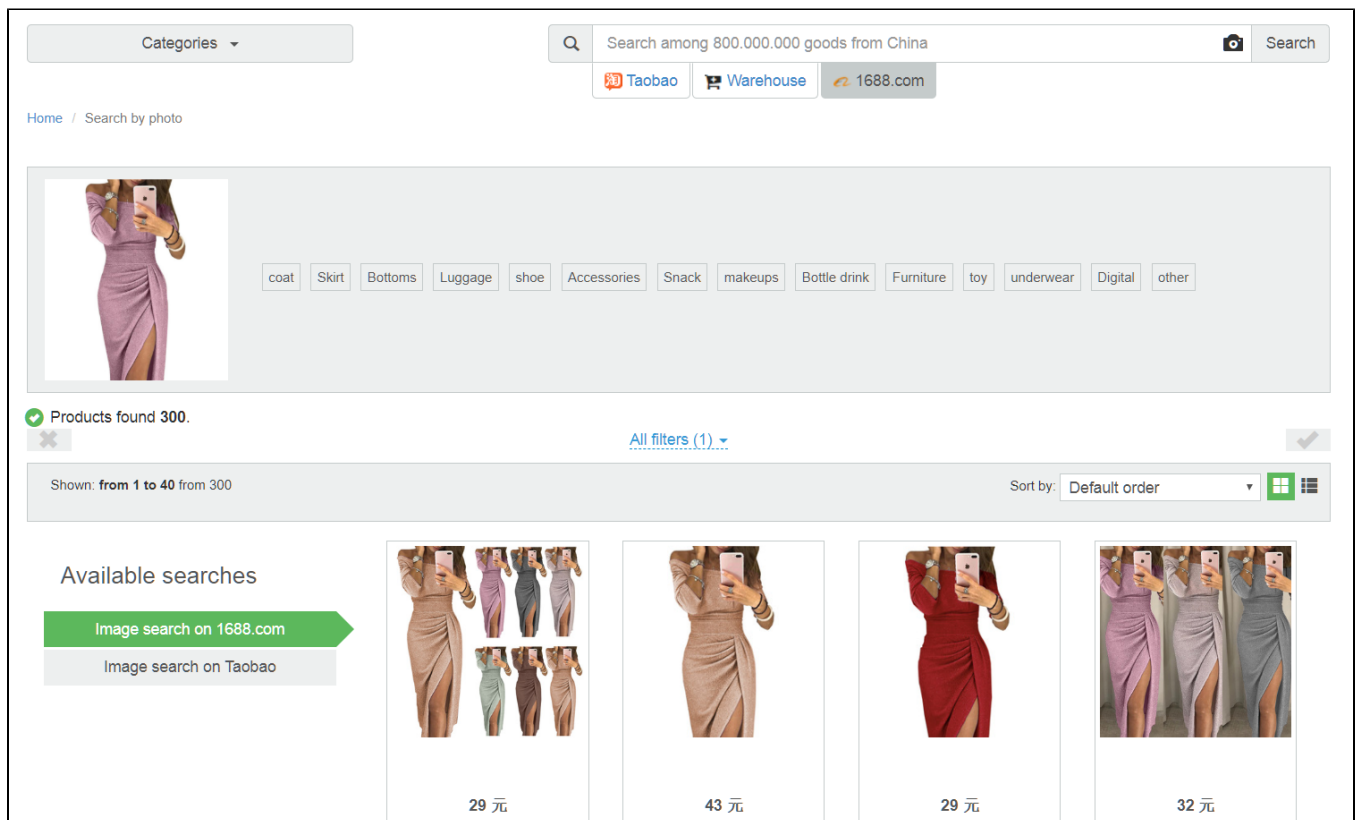 Categories
Search among 800.000.000 goods from China
Search
淘 Taobao
Warehouse
1688.com
Home / Search by photo
coat Skirt Bottoms Luggage shoe Accessories Snack makeups Bottle drink Furniture toy underwear Digital other
Products found 300.
All filters (1)
Shown: from 1 to 40 from 300
Sort by: Default order
Available searches
Image search on 1688.com
Image search on Taobao
29 元
43 元
29 元
32 元